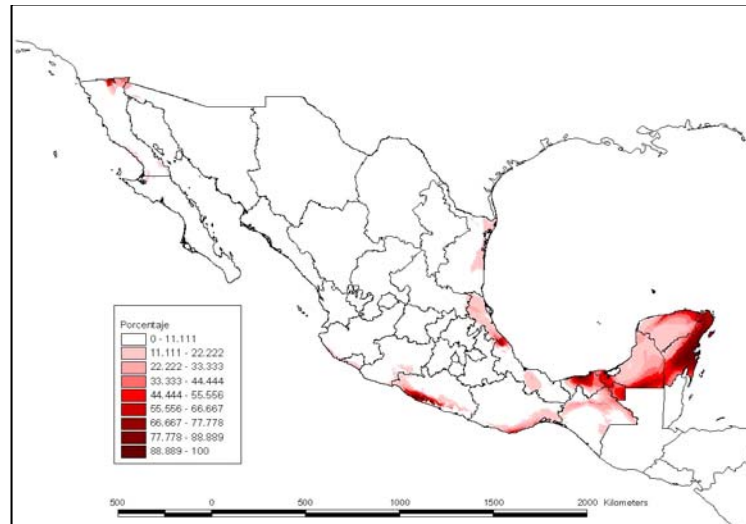 Porcentaje
0 - 11.111
11.111 - 22.222
22.222 - 33.333
33.333 - 44.444
44.444 - 55.556
55.556 - 66.667
66.667 - 77.778
77.778 - 88.889
88.889 - 100
500 0 500 1000 1500 2000 Kilometers